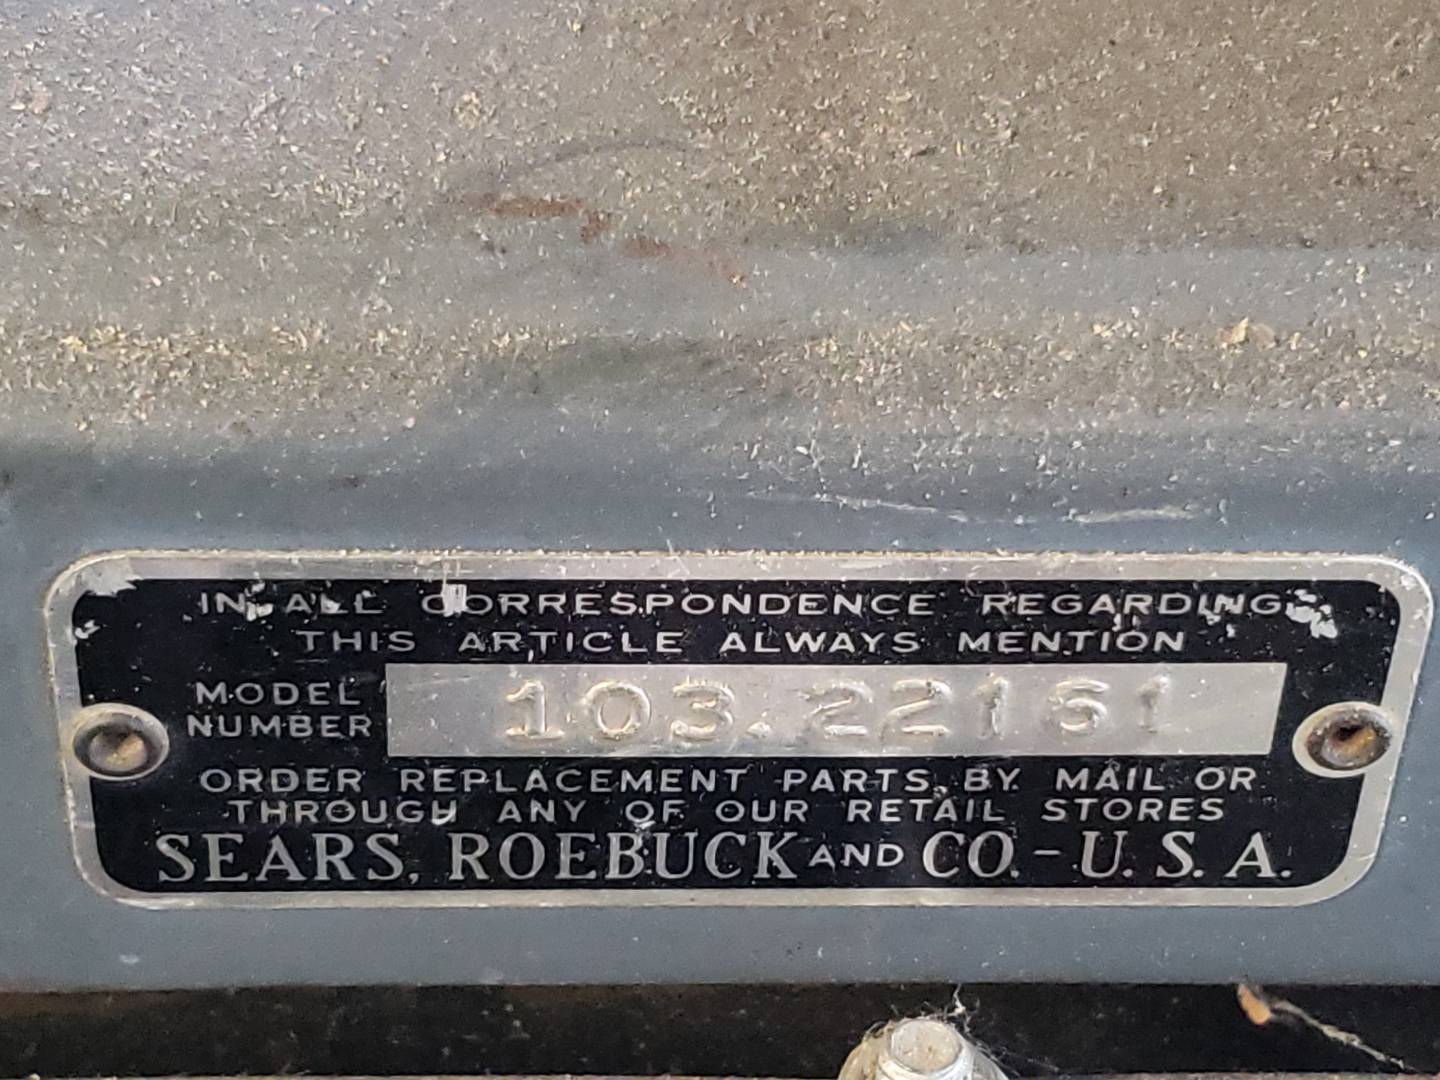 IN ALL CORRESPONDENCE REGARDING
THIS ARTICLE ALWAYS MENTION
MODEL NUMBER 103.22161
ORDER REPLACEMENT PARTS BY MAIL OR
THROUGH ANY OF OUR RETAIL STORES
SEARS, ROEBUCK AND CO. - U. S. A.